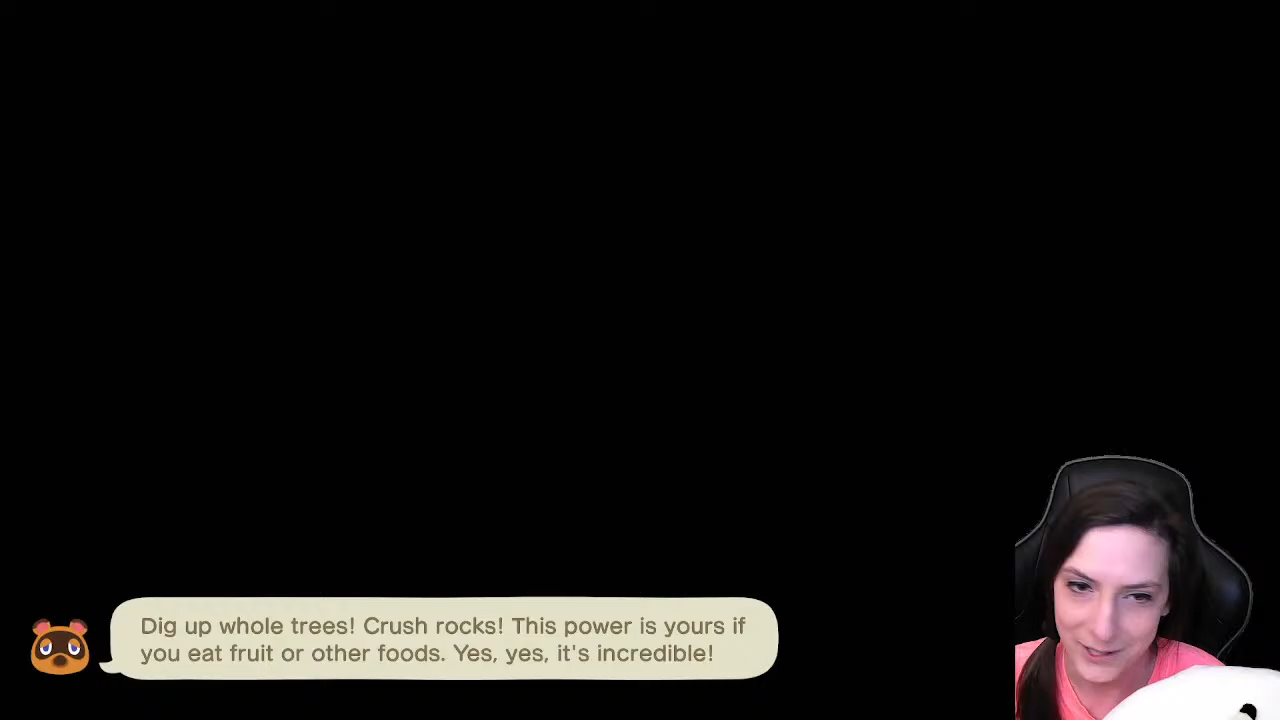 Dig up whole trees! Crush rocks! This power is yours if
you eat fruit or other foods. Yes, yes, it's incredible!